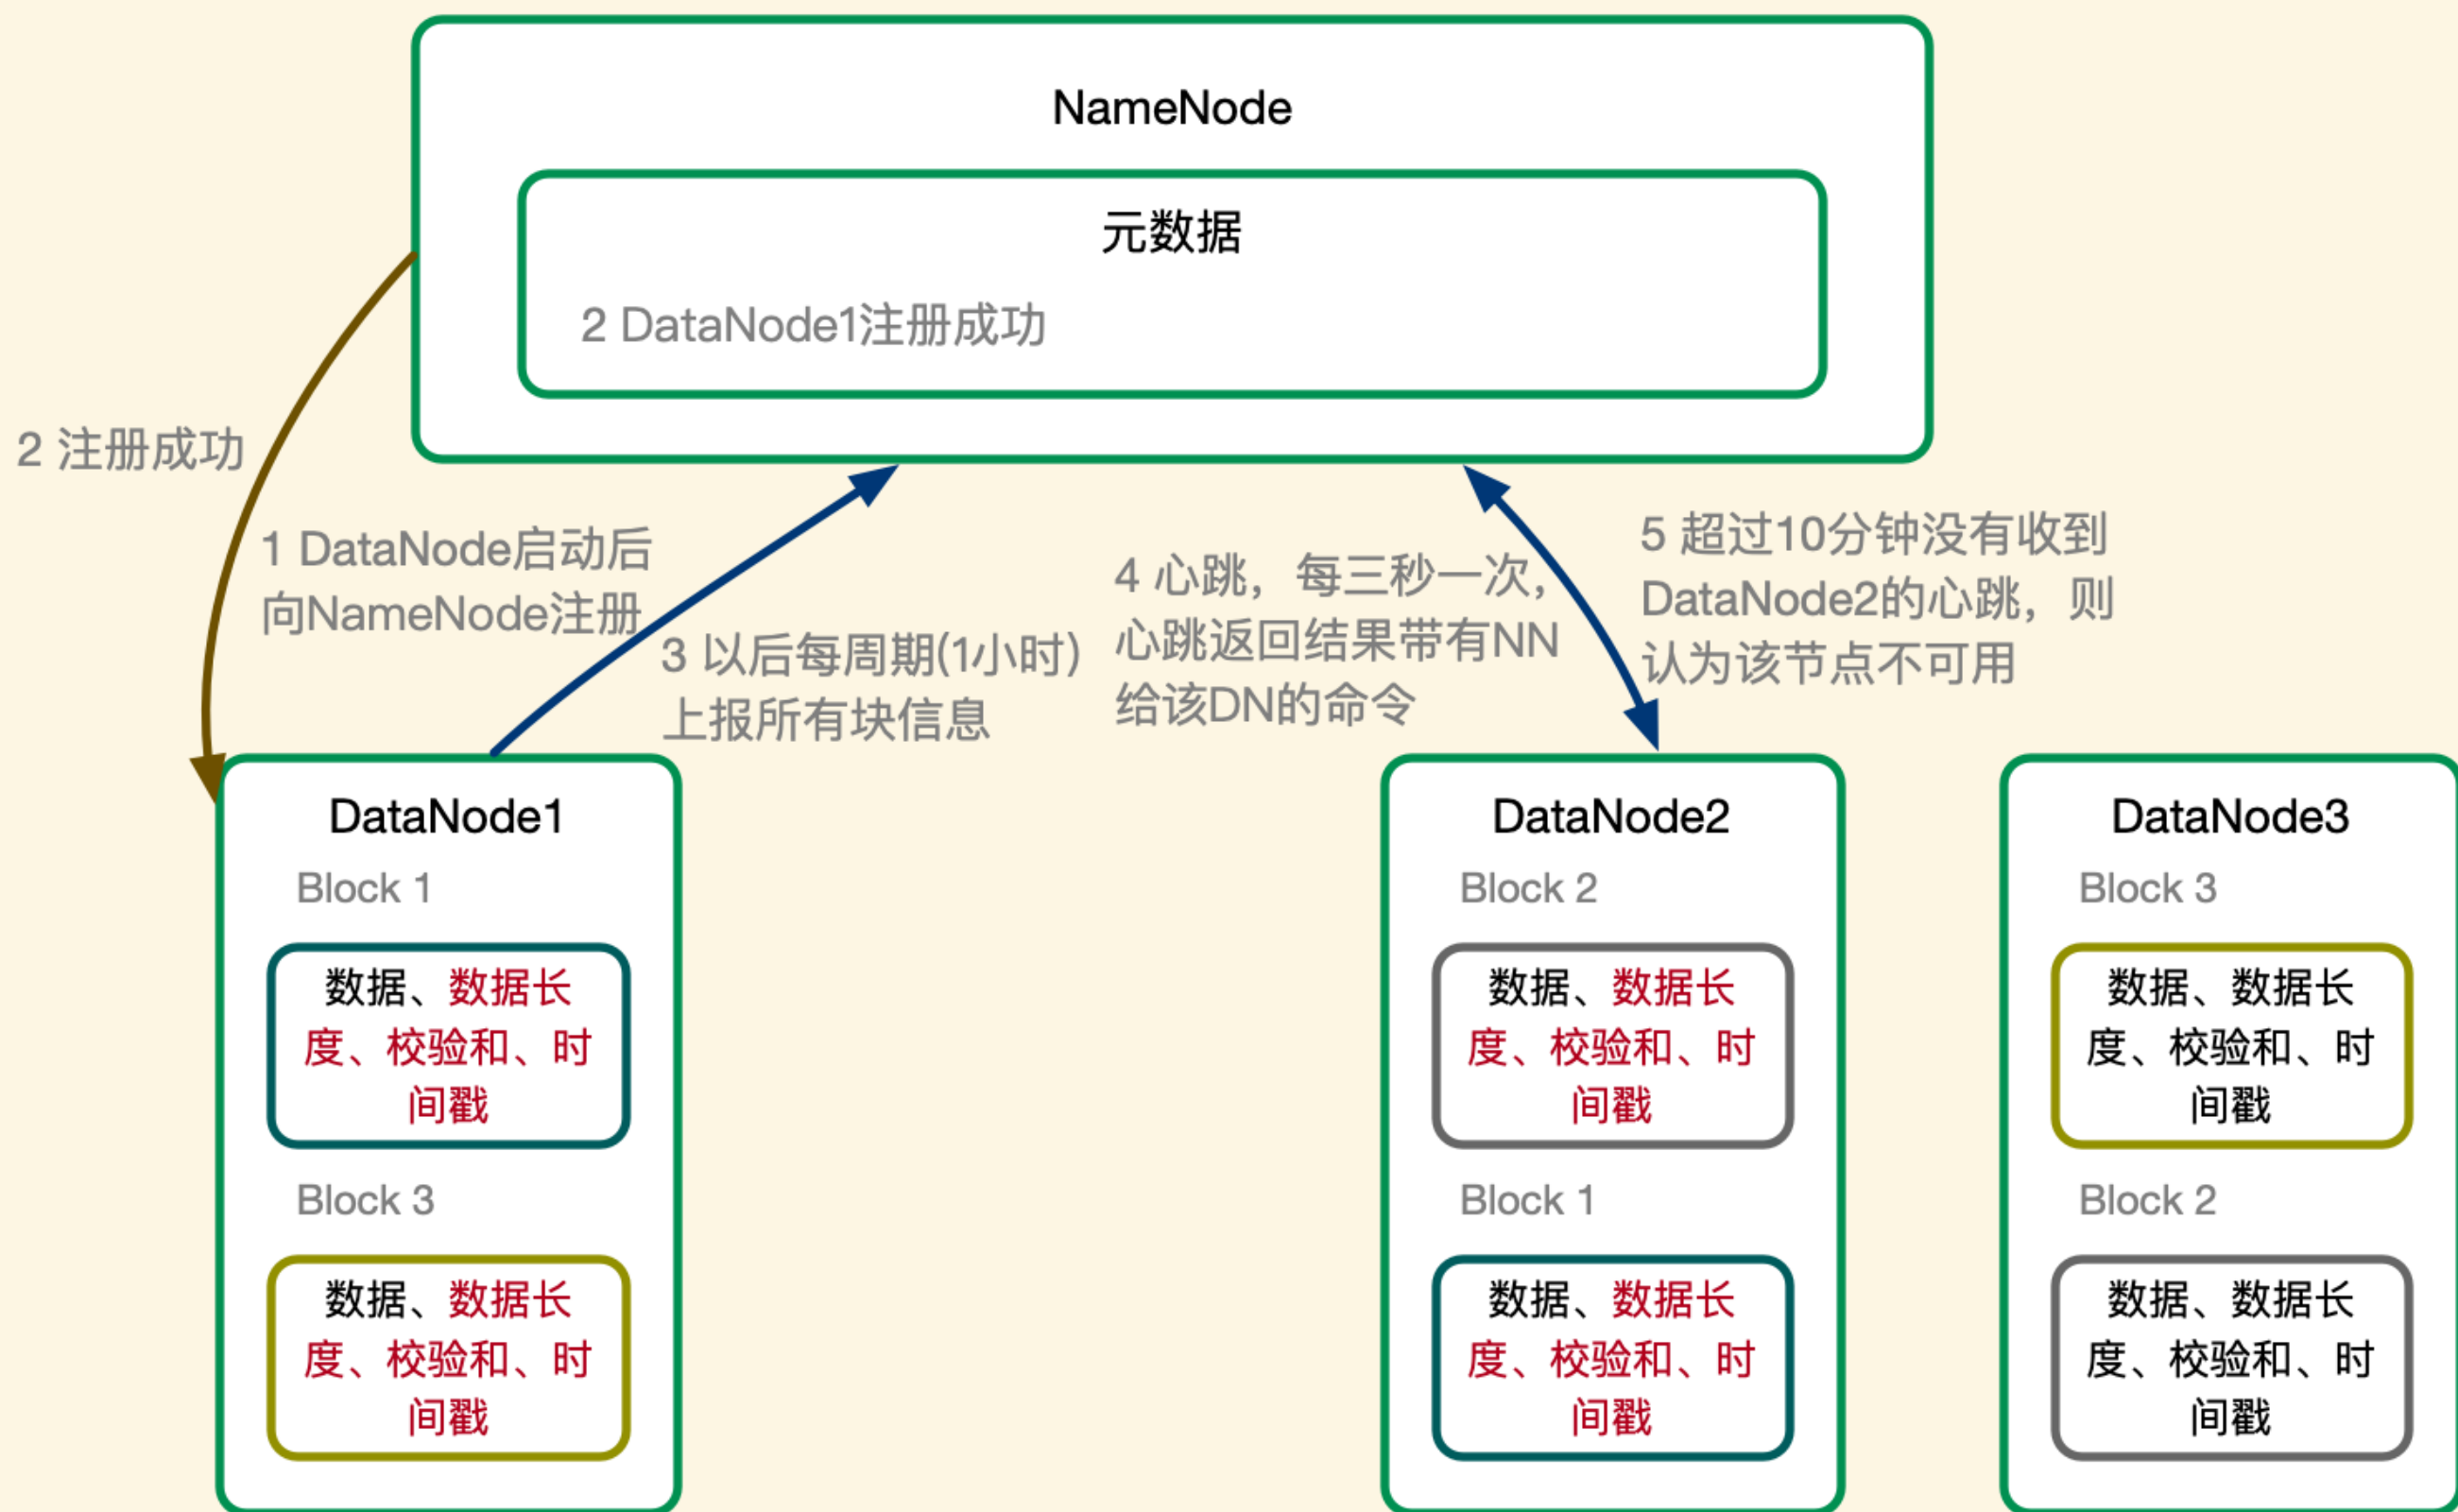 NameNode
元数据
2 DataNode1注册成功
2 注册成功
1 DataNode启动后
向NameNode注册
3 以后每周期(1小时)
上报所有块信息
4 心跳，每三秒一次，
心跳返回结果带有NN
给该DN的命令
5 超过10分钟没有收到
DataNode2的心跳，则
认为该节点不可用
DataNode1
Block 1
数据、数据长
度、校验和、时
间戳
Block 3
数据、数据长
度、校验和、时
间戳
DataNode2
Block 2
数据、数据长
度、校验和、时
间戳
Block 1
数据、数据长
度、校验和、时
间戳
DataNode3
Block 3
数据、数据长
度、校验和、时
间戳
Block 2
数据、数据长
度、校验和、时
间戳